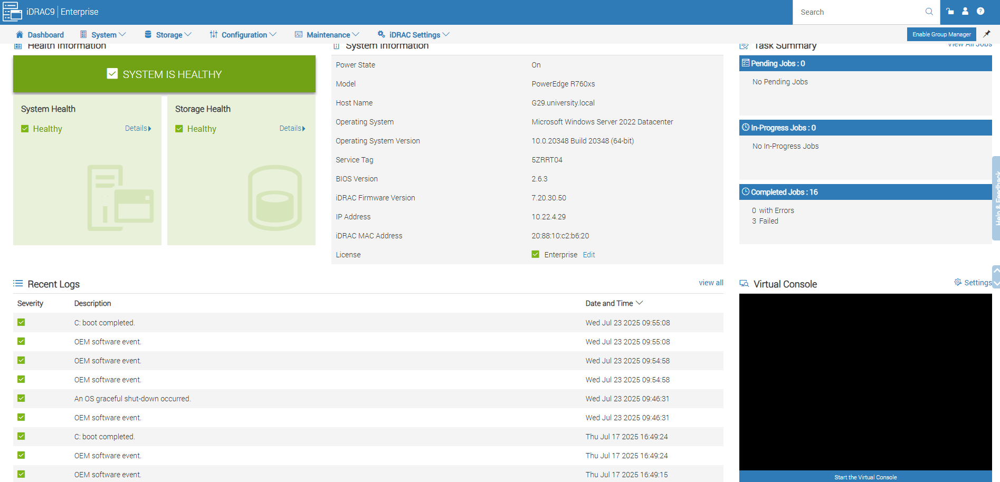 iDRAC9 | Enterprise
Search
Dashboard System Storage Configuration Maintenance iDRAC Settings
Enable Group Manager
Health Information
SYSTEM IS HEALTHY
System Health
Healthy Details
Storage Health
Healthy Details
System Information
Power State On
Model PowerEdge R760xs
Host Name G29.university.local
Operating System Microsoft Windows Server 2022 Datacenter
Operating System Version 10.0.20348 Build 20348 (64-bit)
Service Tag 5ZRRT04
BIOS Version 2.6.3
iDRAC Firmware Version 7.20.30.50
IP Address 10.22.4.29
iDRAC MAC Address 20:88:10:c2:b6:20
License Enterprise Edit
Task Summary View All Jobs
Pending Jobs : 0
No Pending Jobs
In-Progress Jobs : 0
No In-Progress Jobs
Completed Jobs : 16
0 with Errors
3 Failed
Help & Feedback
Recent Logs view all
Severity Description Date and Time
C: boot completed. Wed Jul 23 2025 09:55:08
OEM software event. Wed Jul 23 2025 09:55:08
OEM software event. Wed Jul 23 2025 09:54:58
OEM software event. Wed Jul 23 2025 09:54:58
An OS graceful shut-down occurred. Wed Jul 23 2025 09:46:31
OEM software event. Wed Jul 23 2025 09:46:31
C: boot completed. Thu Jul 17 2025 16:49:24
OEM software event. Thu Jul 17 2025 16:49:24
OEM software event. Thu Jul 17 2025 16:49:15
Virtual Console Settings
Start the Virtual Console